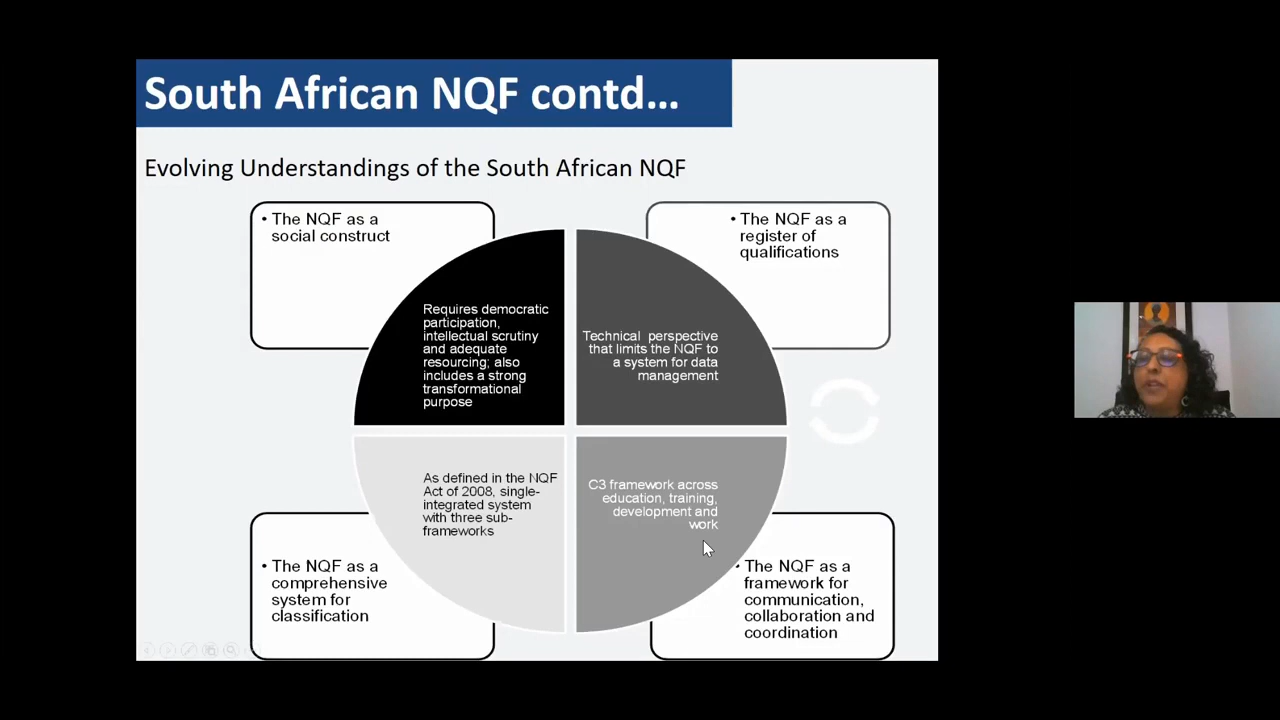 South African NQF contd...
Evolving Understandings of the South African NQF
• The NQF as a
social construct
• The NQF as a
register of
qualifications
Requires democratic
participation,
intellectual scrutiny
and adequate
resourcing; also
includes a strong
transformational
purpose
Technical perspective
that limits the NQF to
a system for data
management
As defined in the NQF
Act of 2008, single-
integrated system
with three sub-
frameworks
C3 framework across
education, training,
development and
work
• The NQF as a
comprehensive
system for
classification
• The NQF as a
framework for
communication,
collaboration and
coordination